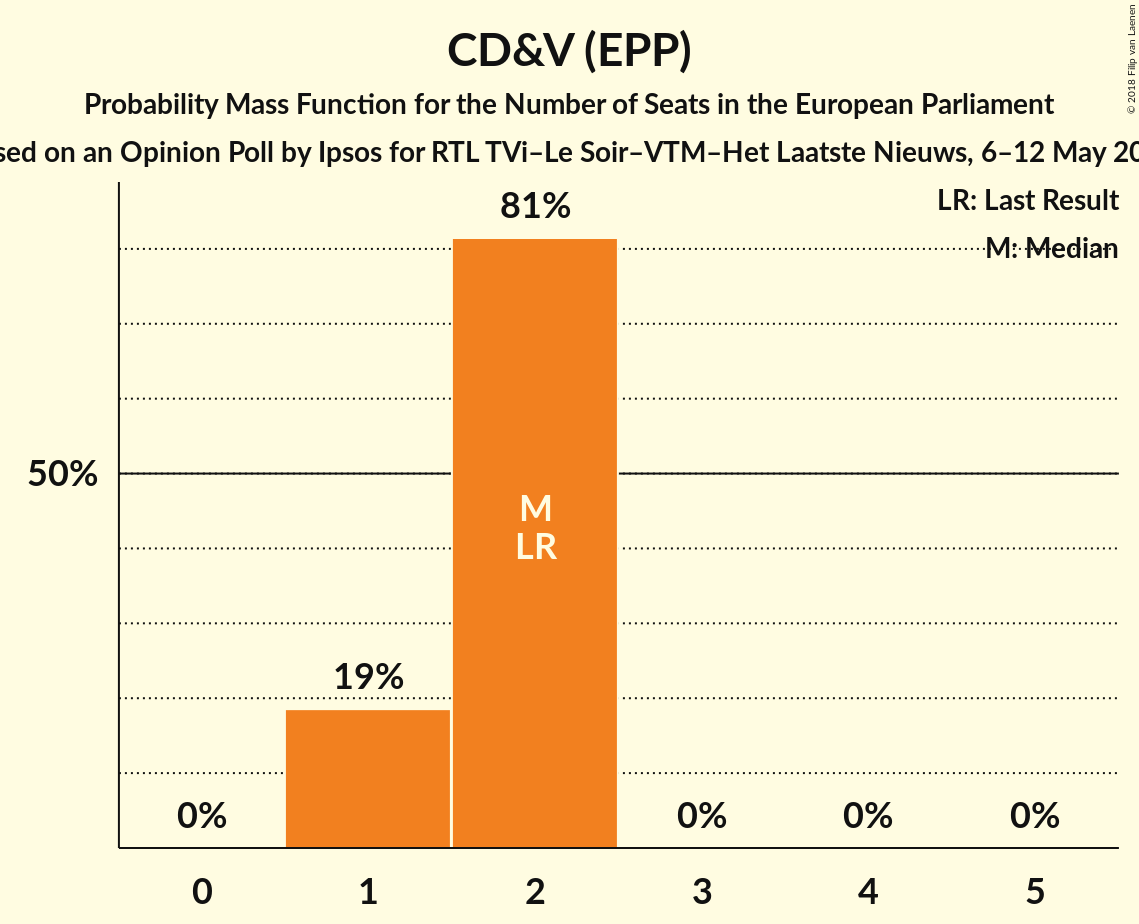 CD&V (EPP)
Probability Mass Function for the Number of Seats in the European Parliament
sed on an Opinion Poll by Ipsos for RTL TVi–Le Soir–VTM–Het Laatste Nieuws, 6–12 May 20
© 2018 Filip van Laenen
LR: Last Result
M: Median
81%
50%
M
LR
19%
0%
0%
0%
0%
0
1
2
3
4
5